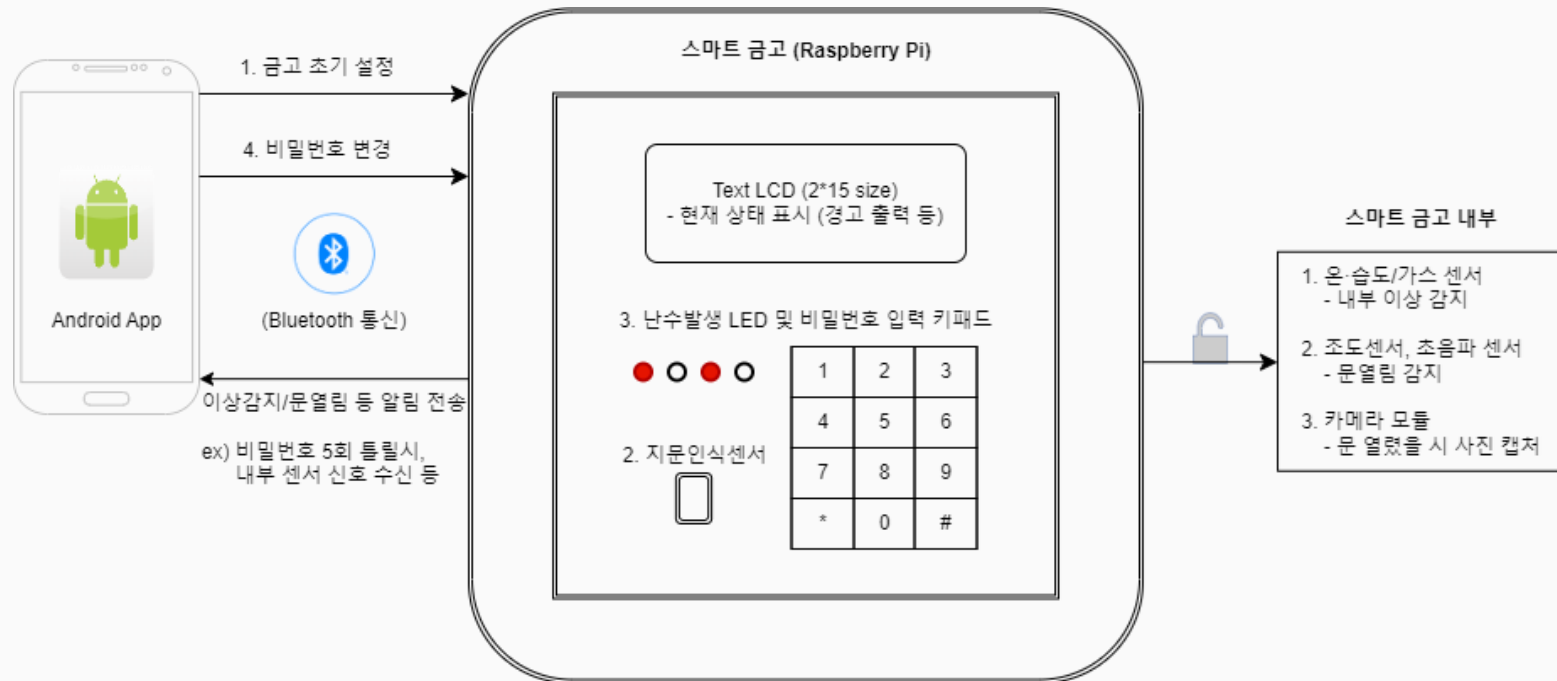 스마트 금고 (Raspberry Pi)
1. 금고 초기 설정
4. 비밀번호 변경
Android App
(Bluetooth 통신)
이상감지/문열림 등 알림 전송
ex) 비밀번호 5회 틀릴시,
내부 센서 신호 수신 등
Text LCD (2*15 size)
- 현재 상태 표시 (경고 출력 등)
3. 난수발생 LED 및 비밀번호 입력 키패드
1 2 3
4 5 6
7 8 9
* 0 #
2. 지문인식센서
스마트 금고 내부
1. 온·습도/가스 센서
- 내부 이상 감지
2. 조도센서, 초음파 센서
- 문열림 감지
3. 카메라 모듈
- 문 열렸을 시 사진 캡처